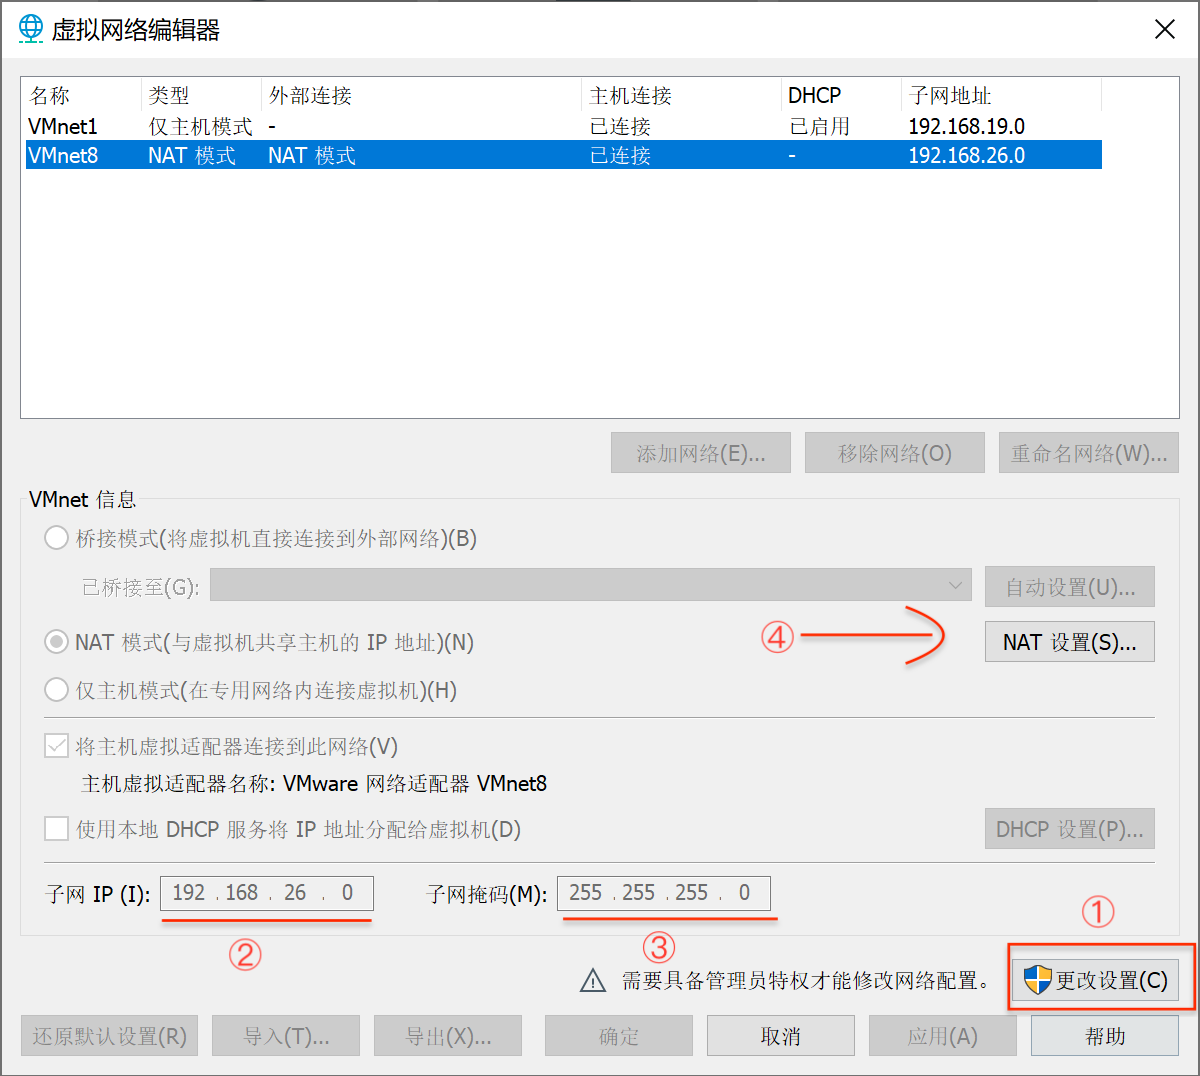 虚拟网络编辑器
名称 类型 外部连接 主机连接 DHCP 子网地址
VMnet1 仅主机模式 - 已连接 已启用 192.168.19.0
VMnet8 NAT 模式 NAT 模式 已连接 - 192.168.26.0
添加网络(E)... 移除网络(O) 重命名网络(W)...
VMnet 信息
桥接模式(将虚拟机直接连接到外部网络)(B)
已桥接至(G): 自动设置(U)...
NAT 模式(与虚拟机共享主机的 IP 地址)(N) ④ NAT 设置(S)...
仅主机模式(在专用网络内连接虚拟机)(H)
将主机虚拟适配器连接到此网络(V)
主机虚拟适配器名称: VMware 网络适配器 VMnet8
使用本地 DHCP 服务将 IP 地址分配给虚拟机(D) DHCP 设置(P)...
子网 IP (I): 192 . 168 . 26 . 0 子网掩码(M): 255 . 255 . 255 . 0
①
② ③
需要具备管理员特权才能修改网络配置。 更改设置(C)
还原默认设置(R) 导入(T)... 导出(X)... 确定 取消 应用(A) 帮助